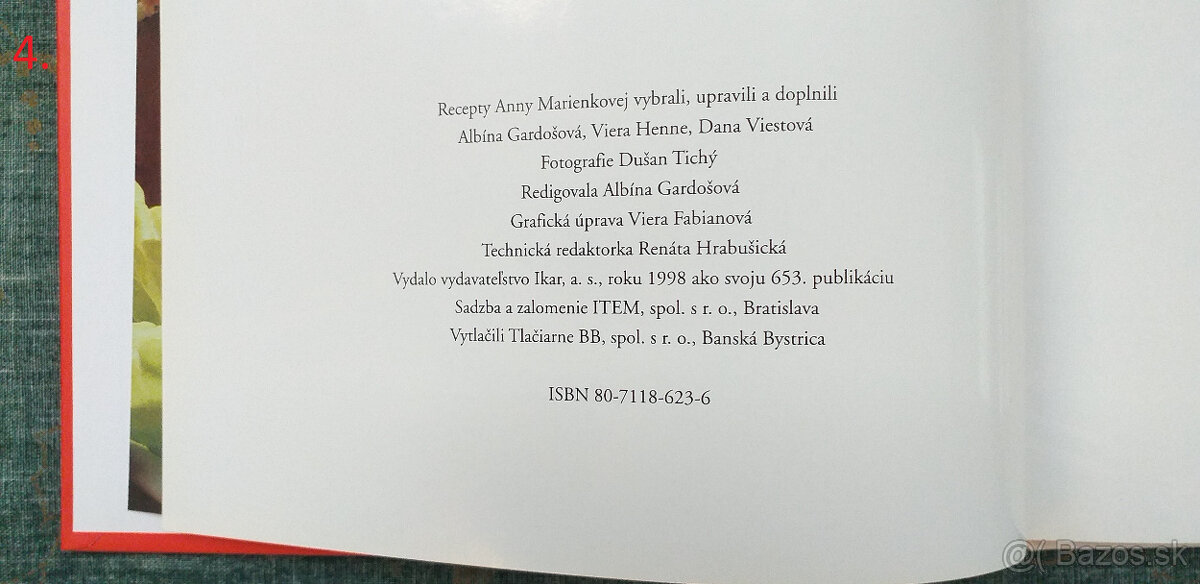 4.
Recepty Anny Marienkovej vybrali, upravili a doplnili
Albína Gardošová, Viera Henne, Dana Viestová
Fotografie Dušan Tichý
Redigovala Albína Gardošová
Grafická úprava Viera Fabianová
Technická redaktorka Renáta Hrabušická
Vydalo vydavateľstvo Ikar, a. s., roku 1998 ako svoju 653. publikáciu
Sadzba a zalomenie ITEM, spol. s r. o., Bratislava
Vytlačili Tlačiarne BB, spol. s r. o., Banská Bystrica
ISBN 80-7118-623-6
@( Bazos.sk